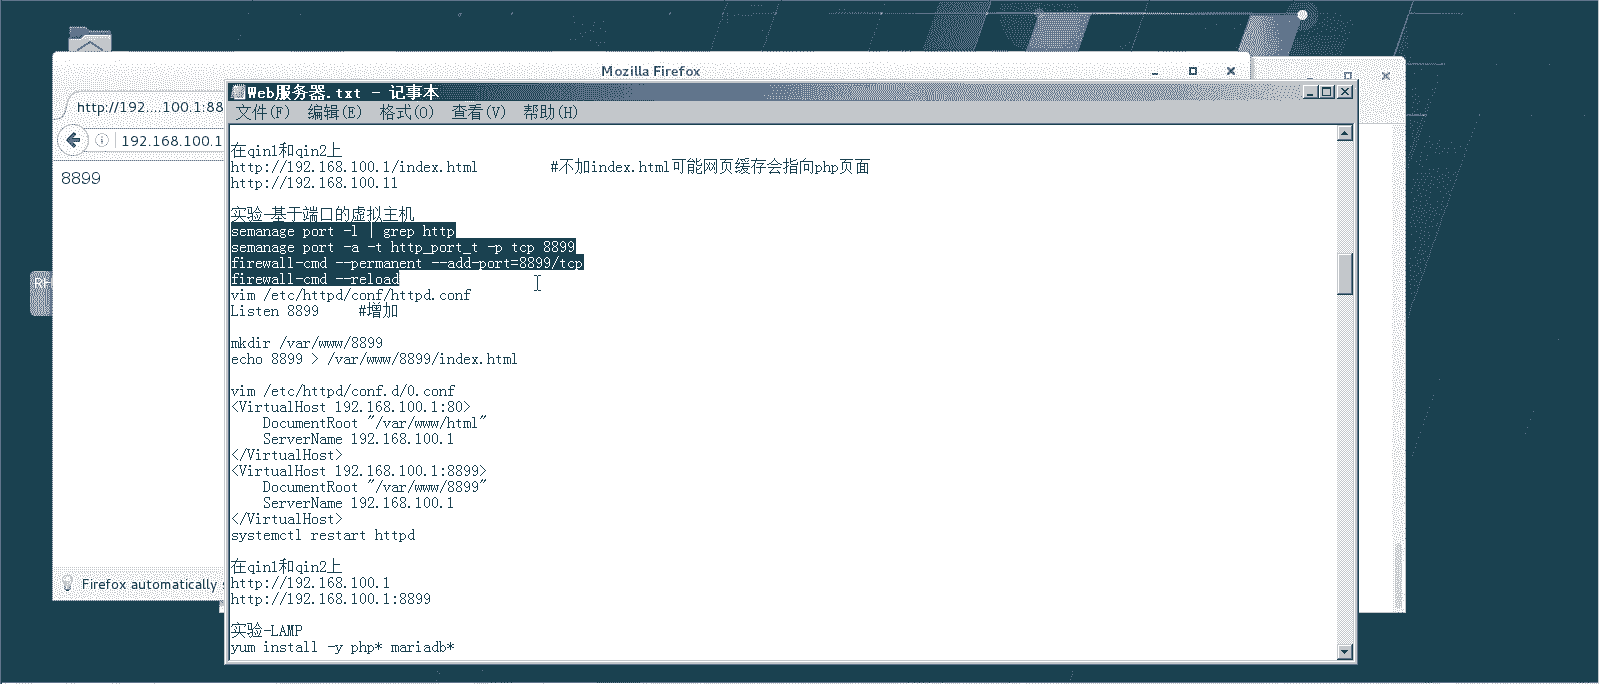 Mozilla Firefox
http://192....100.1:88
192.168.100.1
8899
Firefox automatically
RH
Web服务器.txt - 记事本
文件(F) 编辑(E) 格式(O) 查看(V) 帮助(H)
在qin1和qin2上
http://192.168.100.1/index.html #不加index.html可能网页缓存会指向php页面
http://192.168.100.11
实验-基于端口的虚拟主机
semanage port -l | grep http
semanage port -a -t http_port_t -p tcp 8899
firewall-cmd --permanent --add-port=8899/tcp
firewall-cmd --reload
vim /etc/httpd/conf/httpd.conf
Listen 8899 #增加
mkdir /var/www/8899
echo 8899 > /var/www/8899/index.html
vim /etc/httpd/conf.d/0.conf
<VirtualHost 192.168.100.1:80>
DocumentRoot "/var/www/html"
ServerName 192.168.100.1
</VirtualHost>
<VirtualHost 192.168.100.1:8899>
DocumentRoot "/var/www/8899"
ServerName 192.168.100.1
</VirtualHost>
systemctl restart httpd
在qin1和qin2上
http://192.168.100.1
http://192.168.100.1:8899
实验-LAMP
yum install -y php* mariadb*